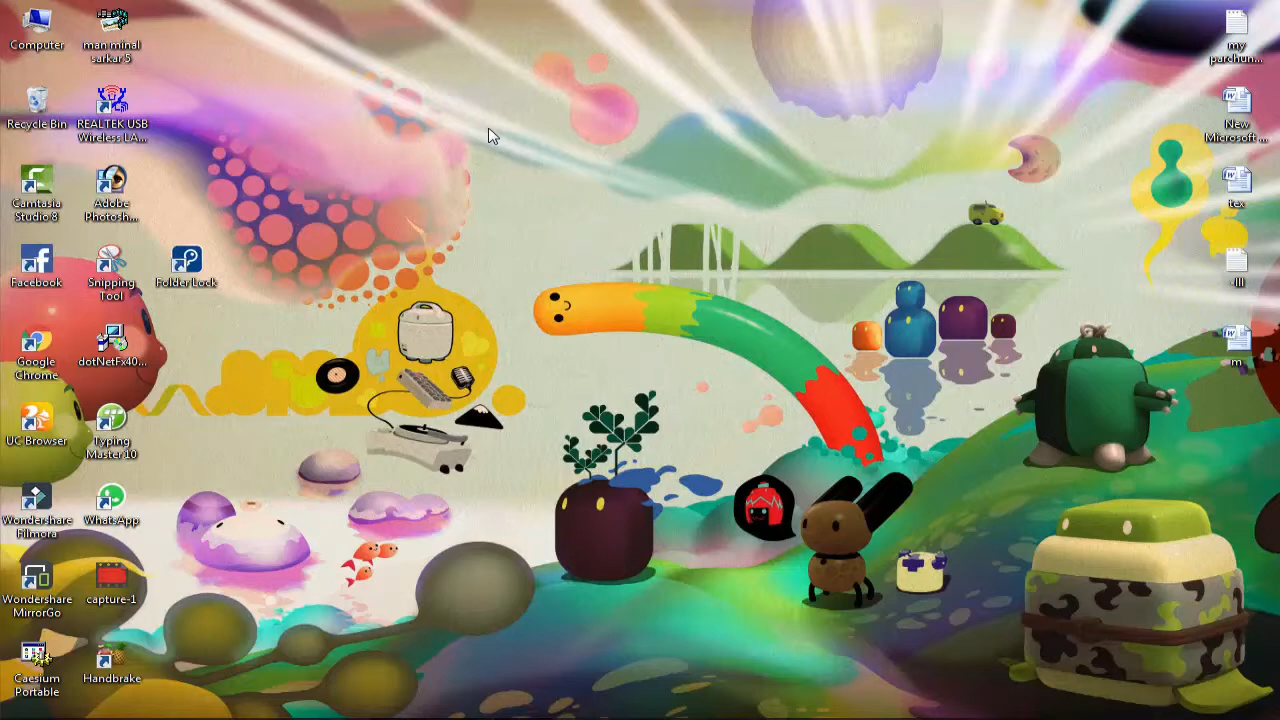 Computer
man minal
sarkar5
Recycle Bin
REALTEK USB
Wireless LA...
Camtasia
Studio 8
Adobe
Photosh...
Facebook
Snipping
Tool
Folder Lock
Google
Chrome
dotNetFx40...
UC Browser
Typing
Master10
Wondershare
Filmora
WhatsApp
Wondershare
MirrorGo
capture-1
Caesium
Portable
Handbrake
my
parchun...
New
Microsoft ...
tex
m